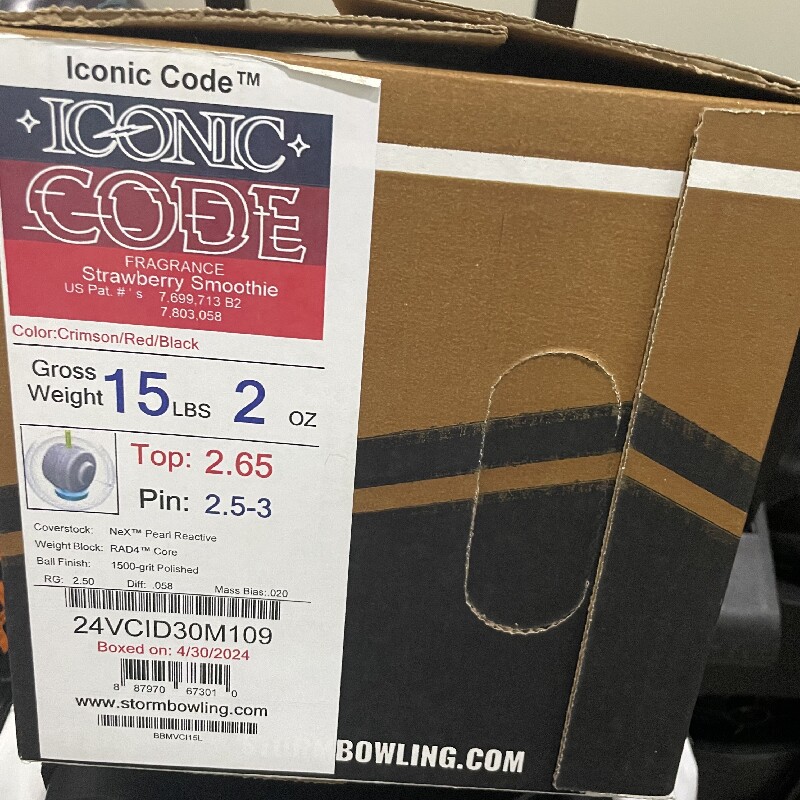 Iconic Code™
ICONIC
CODE
FRAGRANCE
Strawberry Smoothie
US Pat. #'s 7,699,713 B2
7,803,058
Color:Crimson/Red/Black
Gross
Weight 15 LBS 2 OZ
Top: 2.65
Pin: 2.5-3
Coverstock: NeX™ Pearl Reactive
Weight Block: RAD4™ Core
Ball Finish: 1500-grit Polished
RG: 2.50 Diff: .058 Mass Bias:.020
24VCID30M109
Boxed on: 4/30/2024
8 87970 67301 0
www.stormbowling.com
BBMVCI15L
STORMBOWLING.COM